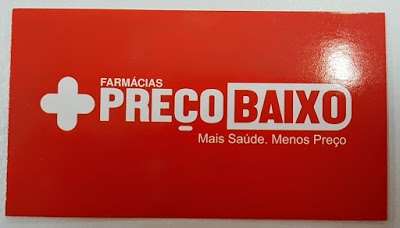 FARMÁCIAS
PREÇO BAIXO
Mais Saúde. Menos Preço